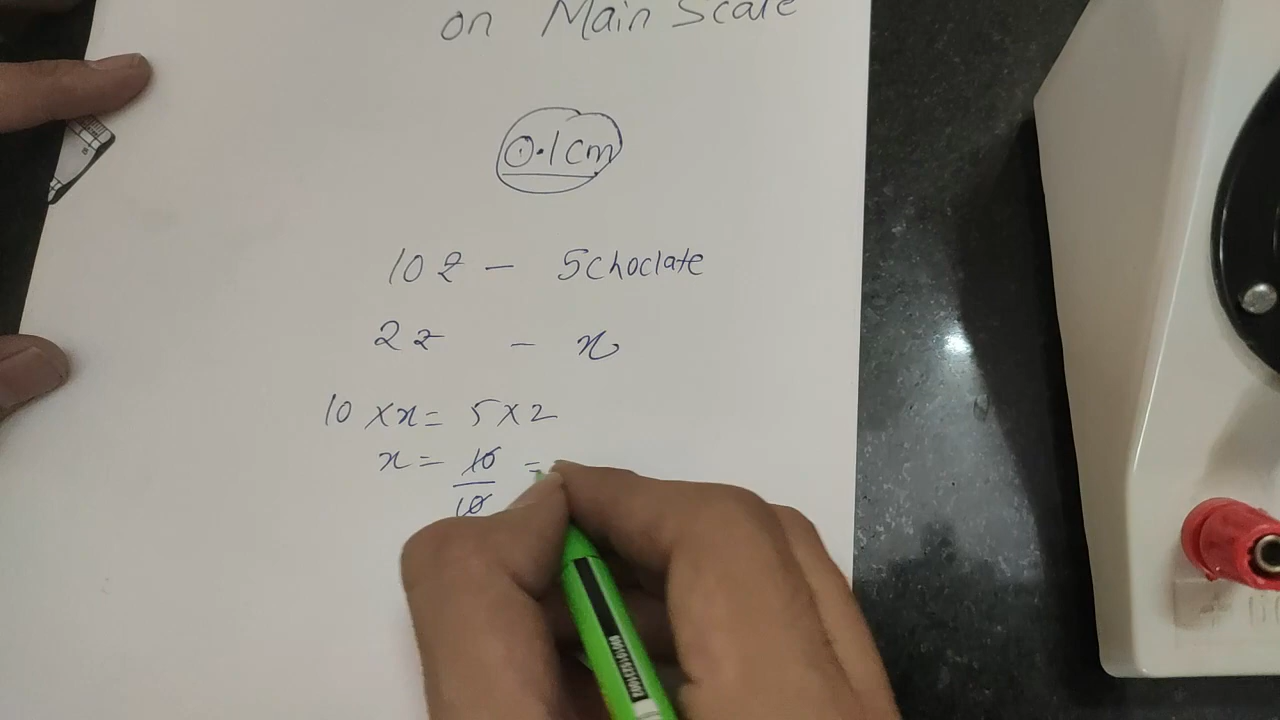 on Main Scale
0.1cm
10 ₹ - 5choclate
2 ₹ - x
10 X x = 5 X 2
x = 10/10 =